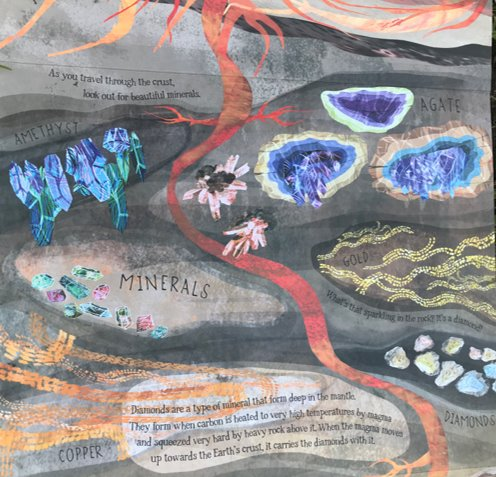 As you travel through the crust,
look out for beautiful minerals.
AMETHYST
AGATE
MINERALS
GOLD
What's that sparkling in the rock? It's a diamond!
Diamonds are a type of mineral that form deep in the mantle.
They form when carbon is heated to very high temperatures by magma
and squeezed very hard by heavy rock above it. When the magma moves
up towards the Earth's crust, it carries the diamonds with it.
COPPER
DIAMONDS